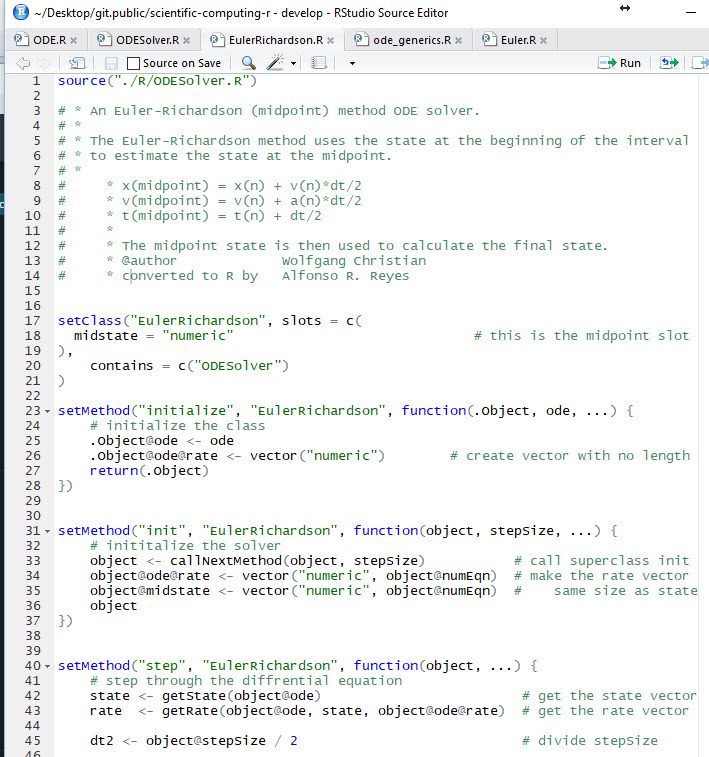 ~/Desktop/git.public/scientific-computing-r - develop - RStudio Source Editor
ODE.R × ODESolver.R × EulerRichardson.R × ode_generics.R × Euler.R ×
Source on Save Run
1 source("./R/ODESolver.R")
2
3 # * An Euler-Richardson (midpoint) method ODE solver.
4 # *
5 # * The Euler-Richardson method uses the state at the beginning of the interval
6 # * to estimate the state at the midpoint.
7 # *
8 #     * x(midpoint) = x(n) + v(n)*dt/2
9 #     * v(midpoint) = v(n) + a(n)*dt/2
10 #     * t(midpoint) = t(n) + dt/2
11 #     *
12 #     * The midpoint state is then used to calculate the final state.
13 #     * @author             Wolfgang Christian
14 #     * converted to R by   Alfonso R. Reyes
15
16
17 setClass("EulerRichardson", slots = c(
18   midstate = "numeric"                              # this is the midpoint slot
19 ),
20     contains = c("ODESolver")
21 )
22
23 setMethod("initialize", "EulerRichardson", function(.Object, ode, ...) {
24     # initialize the class
25     .Object@ode <- ode
26     .Object@ode@rate <- vector("numeric")        # create vector with no length
27     return(.Object)
28 })
29
30
31 setMethod("init", "EulerRichardson", function(object, stepSize, ...) {
32     # inititalize the solver
33     object <- callNextMethod(object, stepSize)           # call superclass init
34     object@ode@rate <- vector("numeric", object@numEqn)  # make the rate vector
35     object@midstate <- vector("numeric", object@numEqn)  #    same size as state
36     object
37 })
38
39
40 setMethod("step", "EulerRichardson", function(object, ...) {
41     # step through the diffrential equation
42     state <- getState(object@ode)                         # get the state vector
43     rate  <- getRate(object@ode, state, object@ode@rate)  # get the rate vector
44
45     dt2 <- object@stepSize / 2                            # divide stepSize
46